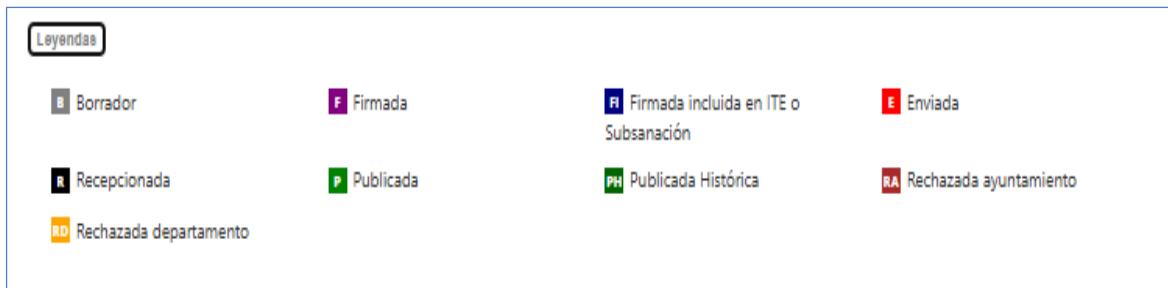 Leyendas
B Borrador
F Firmada
FI Firmada incluida en ITE o
Subsanación
E Enviada
R Recepcionada
P Publicada
PH Publicada Histórica
RA Rechazada ayuntamiento
RD Rechazada departamento